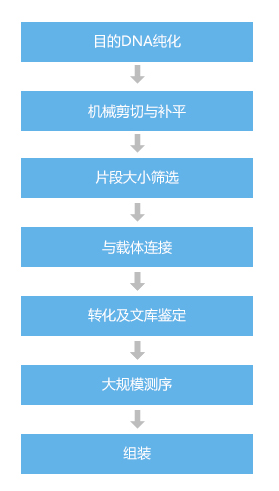 目的DNA纯化
机械剪切与补平
片段大小筛选
与载体连接
转化及文库鉴定
大规模测序
组装